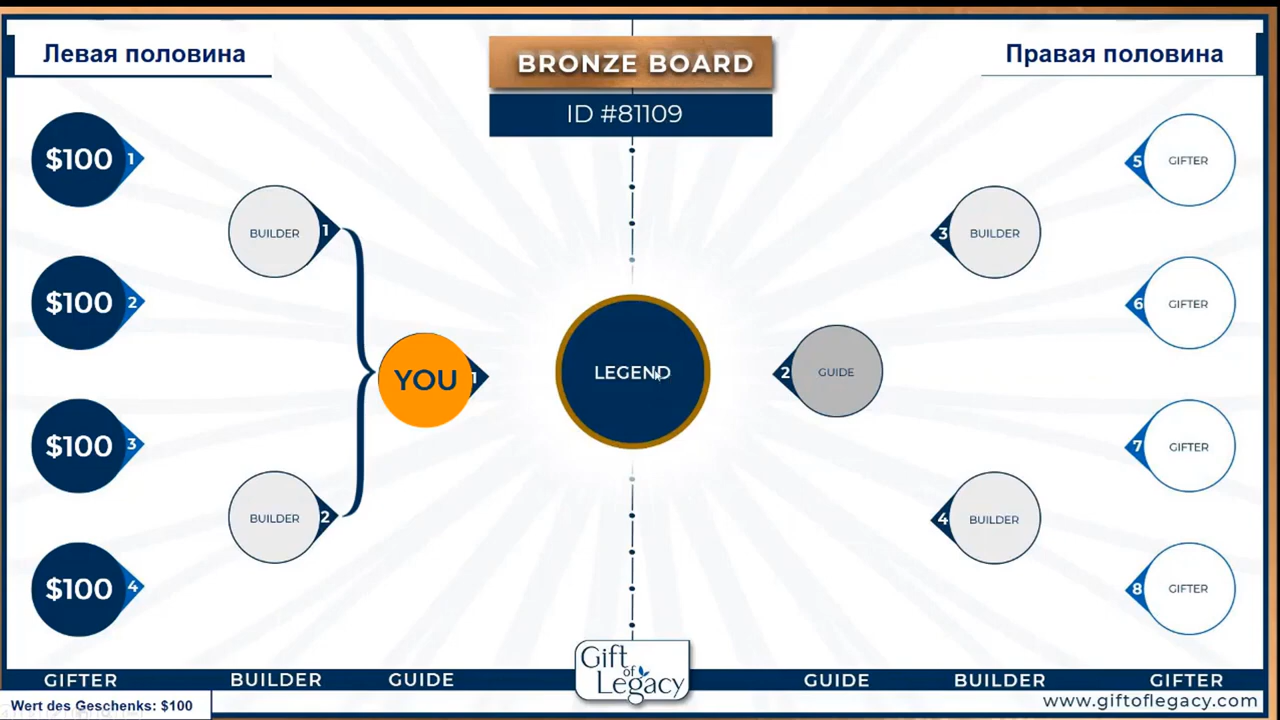 Левая половина
BRONZE BOARD
Правая половина
ID #81109
$100 1
5 GIFTER
BUILDER 1
3 BUILDER
$100 2
6 GIFTER
YOU 1
LEGEND
2 GUIDE
$100 3
7 GIFTER
BUILDER 2
4 BUILDER
$100 4
8 GIFTER
Gift
of
Legacy
GIFTER BUILDER GUIDE GUIDE BUILDER GIFTER
Wert des Geschenks: $100
www.giftoflegacy.com